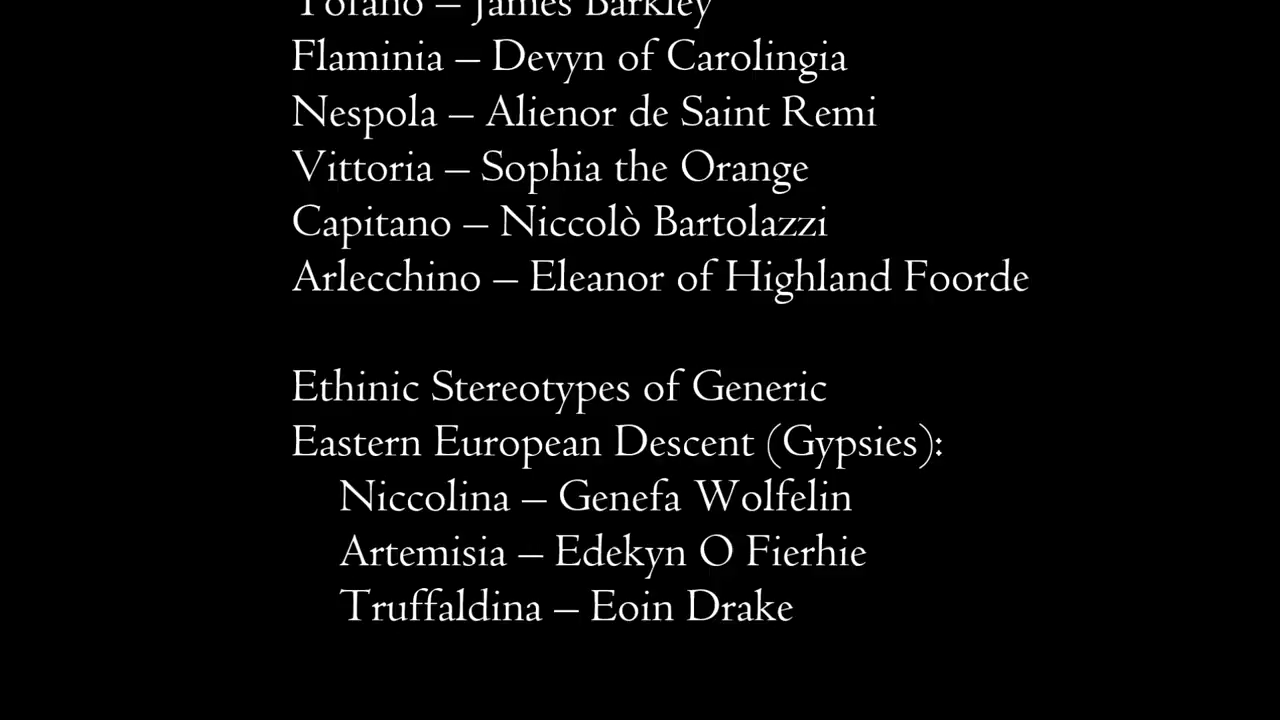 Tofano – James Barkley
Flaminia – Devyn of Carolingia
Nespola – Alienor de Saint Remi
Vittoria – Sophia the Orange
Capitano – Niccolò Bartolazzi
Arlecchino – Eleanor of Highland Foorde
Ethinic Stereotypes of Generic
Eastern European Descent (Gypsies):
Niccolina – Genefa Wolfelin
Artemisia – Edekyn O Fierhie
Truffaldina – Eoin Drake